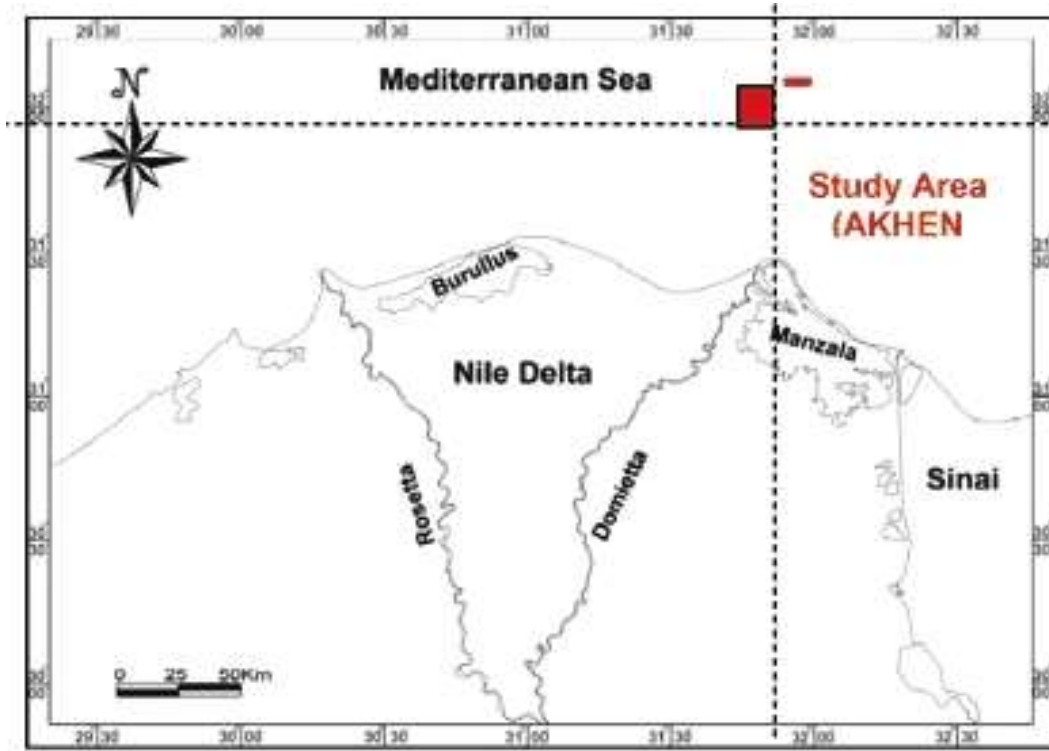 29 30 30 00 30 30 31 00 31 30 32 00 32 30
N
Mediterranean Sea
Study Area
(AKHEN
Burullus
Manzala
Nile Delta
Rosetta
Domietta
Sinai
0 25 50Km
29 30 30 00 30 30 31 00 31 30 32 00 32 30